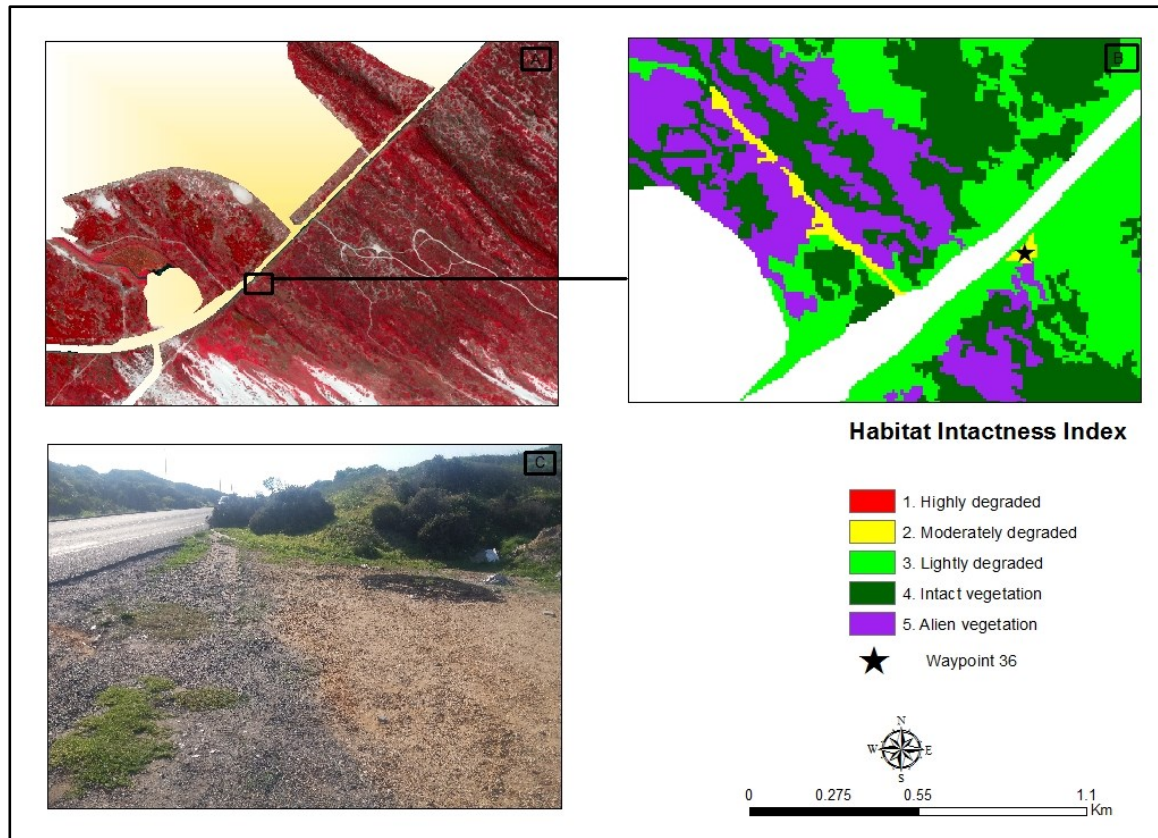 A
B
C
Habitat Intactness Index
1. Highly degraded
2. Moderately degraded
3. Lightly degraded
4. Intact vegetation
5. Alien vegetation
Waypoint 36
N
W E
S
0 0.275 0.55 1.1
Km